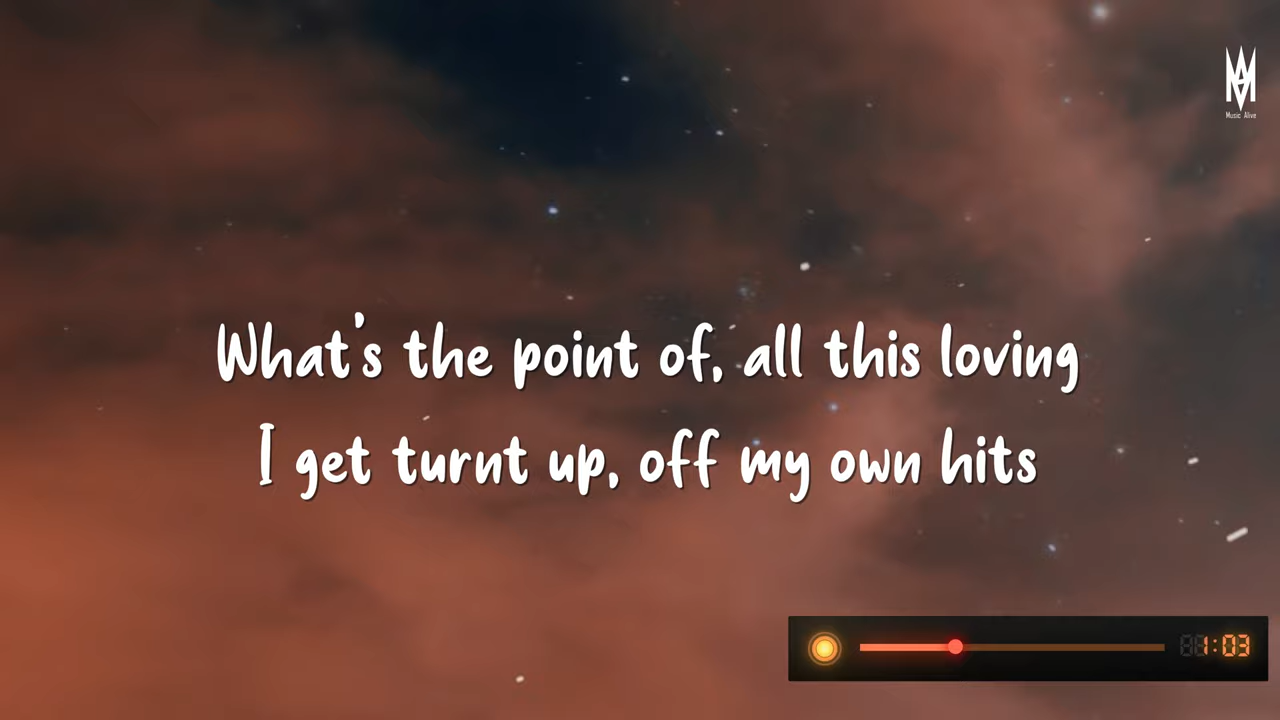 Music Alive
What's the point of, all this loving
I get turnt up, off my own hits
1:03